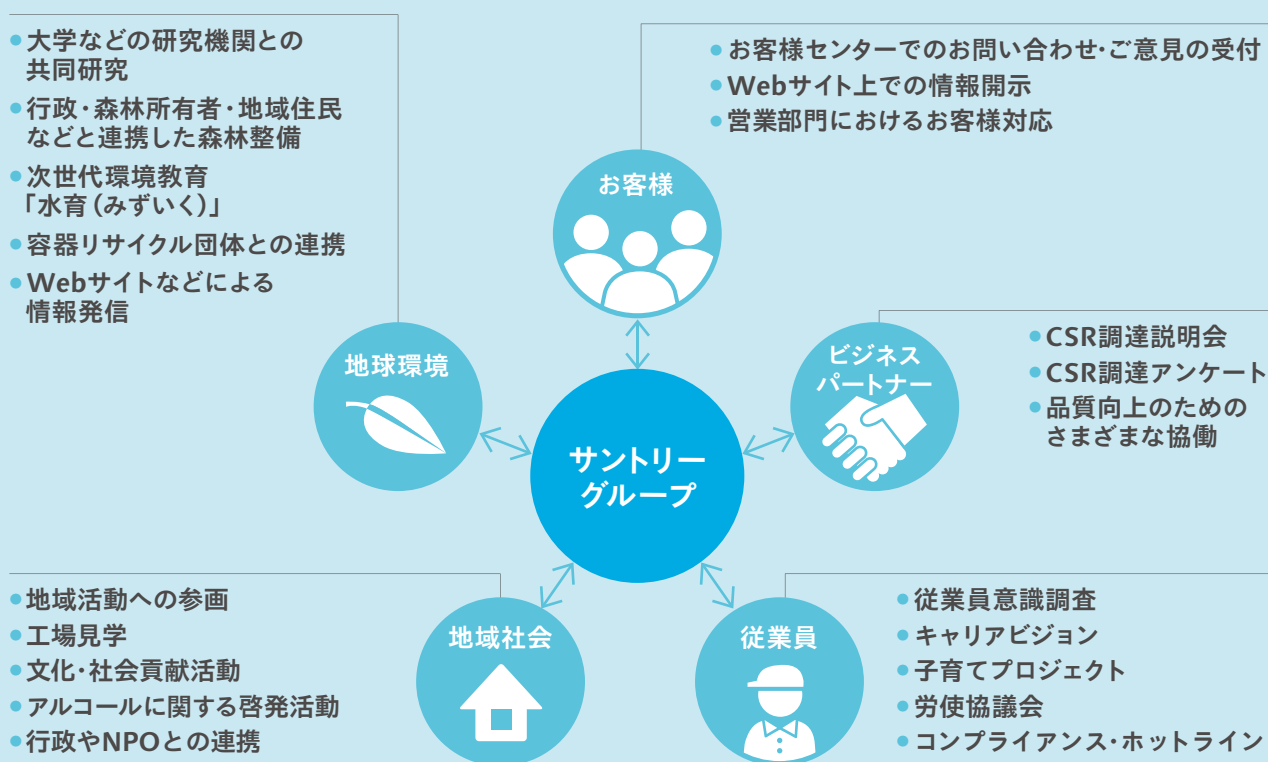 大学などの研究機関との
共同研究
行政・森林所有者・地域住民
などと連携した森林整備
次世代環境教育
「水育（みずいく）」
容器リサイクル団体との連携
Webサイトなどによる
情報発信
お客様センターでのお問い合わせ・ご意見の受付
Webサイト上での情報開示
営業部門におけるお客様対応
お客様
地球環境
ビジネス
パートナー
CSR調達説明会
CSR調達アンケート
品質向上のための
さまざまな協働
サントリー
グループ
地域活動への参画
工場見学
文化・社会貢献活動
アルコールに関する啓発活動
行政やNPOとの連携
地域社会
従業員
従業員意識調査
キャリアビジョン
子育てプロジェクト
労使協議会
コンプライアンス・ホットライン